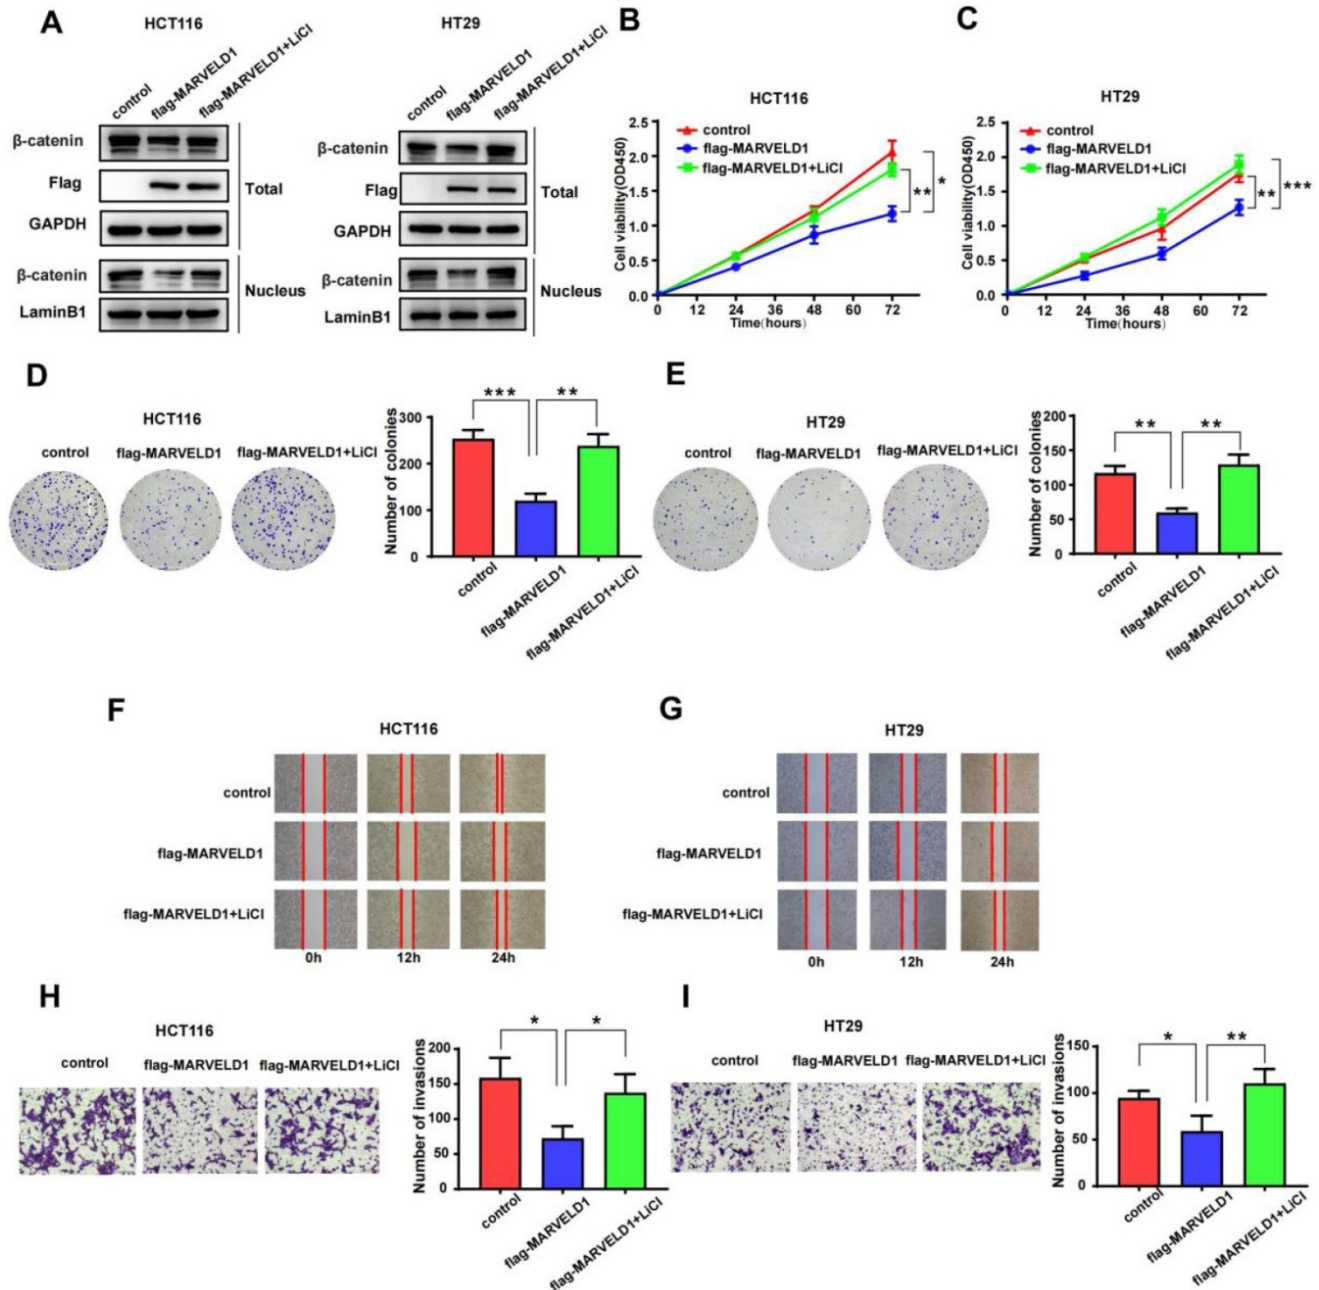 A
HCT116
control
flag-MARVELD1
flag-MARVELD1+LiCl
β-catenin
Flag
GAPDH
Total
β-catenin
LaminB1
Nucleus
HT29
control
flag-MARVELD1
flag-MARVELD1+LiCl
β-catenin
Flag
GAPDH
Total
β-catenin
LaminB1
Nucleus
B
HCT116
control
flag-MARVELD1
flag-MARVELD1+LiCl
Cell viability(OD450)
2.5
2.0
1.5
1.0
0.5
0.0
0 12 24 36 48 60 72
Time(hours)
**
*
C
HT29
control
flag-MARVELD1
flag-MARVELD1+LiCl
Cell viability(OD450)
2.5
2.0
1.5
1.0
0.5
0.0
0 12 24 36 48 60 72
Time(hours)
**
***
D
HCT116
control flag-MARVELD1 flag-MARVELD1+LiCl
Number of colonies
300
200
100
0
*** **
control
flag-MARVELD1
flag-MARVELD1+LiCl
E
HT29
control flag-MARVELD1 flag-MARVELD1+LiCl
Number of colonies
200
150
100
50
0
** **
control
flag-MARVELD1
flag-MARVELD1+LiCl
F
HCT116
control
flag-MARVELD1
flag-MARVELD1+LiCl
0h 12h 24h
G
HT29
control
flag-MARVELD1
flag-MARVELD1+LiCl
0h 12h 24h
H
HCT116
control flag-MARVELD1 flag-MARVELD1+LiCl
Number of invasions
200
150
100
50
0
* *
control
flag-MARVELD1
flag-MARVELD1+LiCl
I
HT29
control flag-MARVELD1 flag-MARVELD1+LiCl
Number of invasions
150
100
50
0
* **
control
flag-MARVELD1
flag-MARVELD1+LiCl